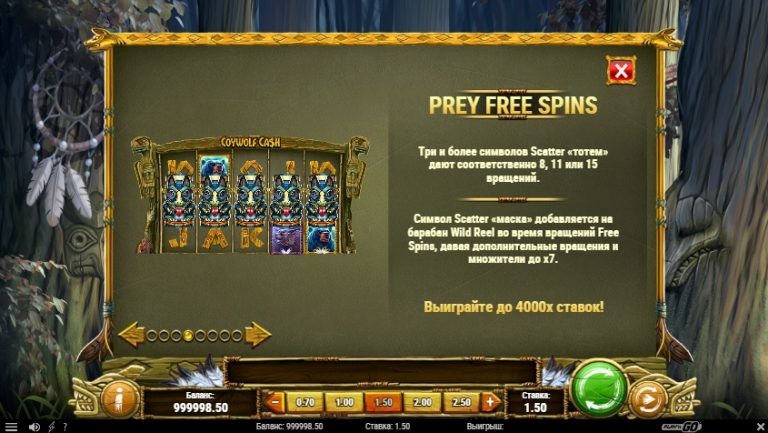 PREY FREE SPINS
COYWOLF CASH
Три и более символов Scatter «тотем»
дают соответственно 8, 11 или 15
вращений.
Символ Scatter «маска» добавляется на
барабан Wild Reel во время вращений Free
Spins, давая дополнительные вращения и
множители до x7.
Выиграйте до 4000x ставок!
J A K
Баланс:
999998.50
0.70 1.00 1.50 2.00 2.50
Ставка:
1.50
Баланс: 999998.50 Ставка: 1.50 Выигрыш:
PLAY'N GO